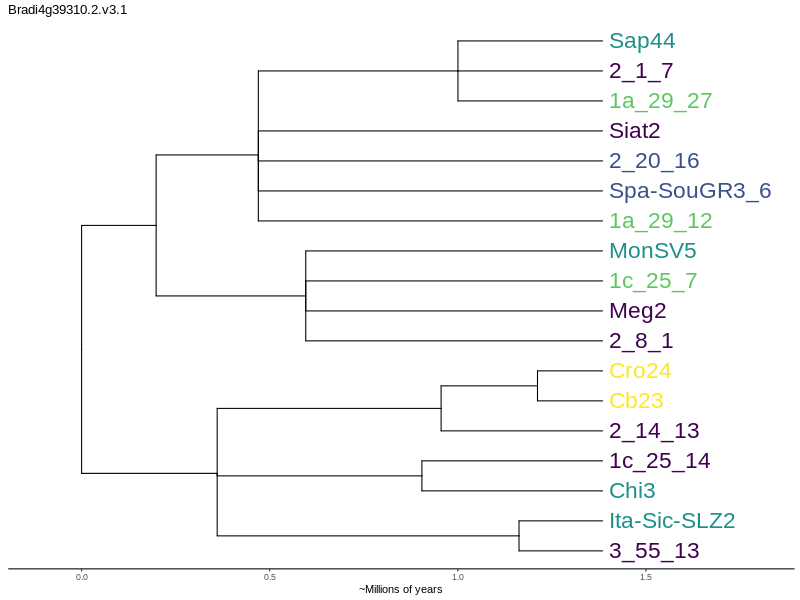 Bradi4g39310.2.v3.1
Sap44
2_1_7
1a_29_27
Siat2
2_20_16
Spa-SouGR3_6
1a_29_12
MonSV5
1c_25_7
Meg2
2_8_1
Cro24
Cb23
2_14_13
1c_25_14
Chi3
Ita-Sic-SLZ2
3_55_13
0.0 0.5 1.0 1.5
~Millions of years